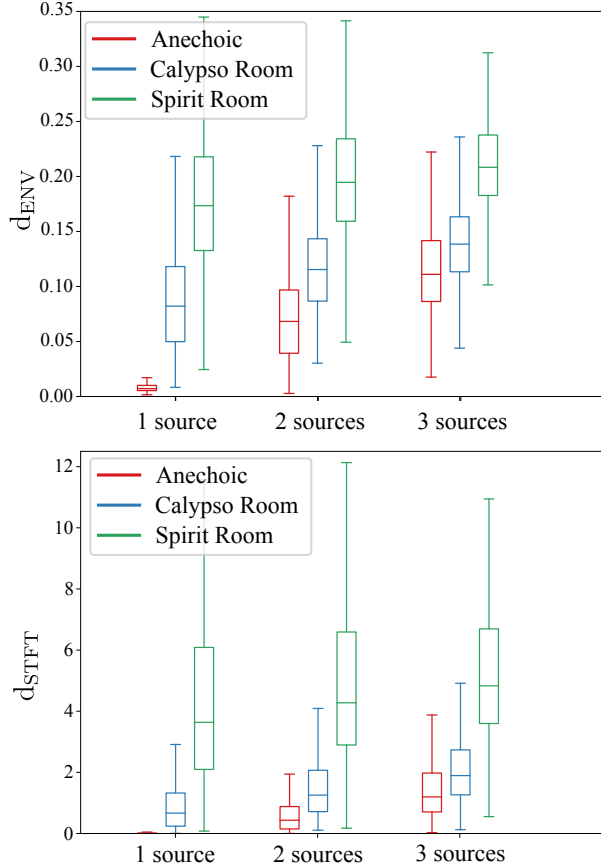 0.35
0.30
0.25
0.20
0.15
0.10
0.05
0.00
d_ENV
Anechoic
Calypso Room
Spirit Room
1 source
2 sources
3 sources
12
10
8
6
4
2
0
d_STFT
Anechoic
Calypso Room
Spirit Room
1 source
2 sources
3 sources